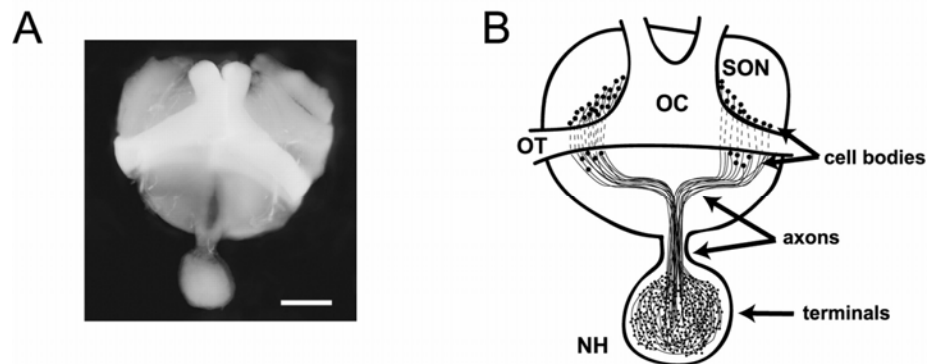 A
B
SON
OC
OT
cell bodies
axons
terminals
NH